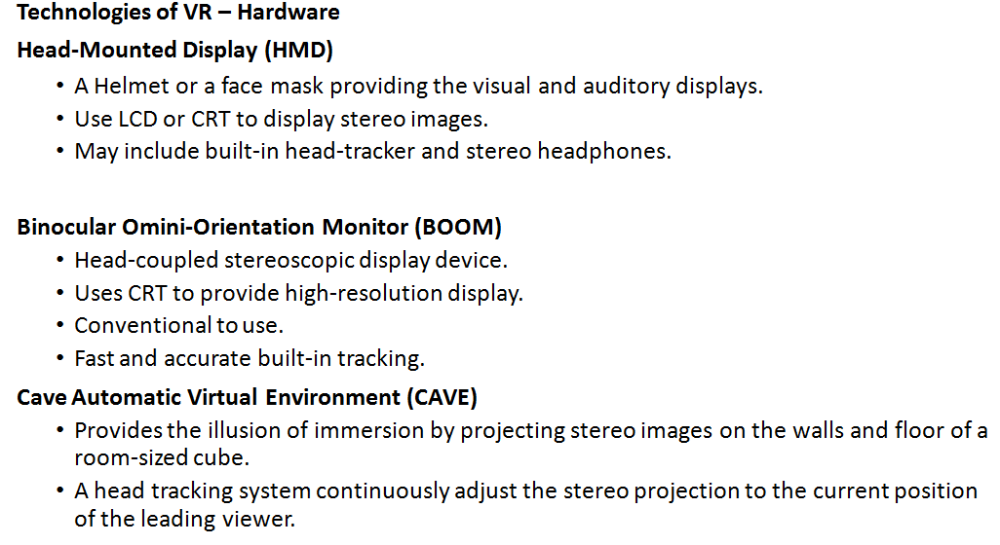 Technologies of VR – Hardware
Head-Mounted Display (HMD)
• A Helmet or a face mask providing the visual and auditory displays.
• Use LCD or CRT to display stereo images.
• May include built-in head-tracker and stereo headphones.
Binocular Omini-Orientation Monitor (BOOM)
• Head-coupled stereoscopic display device.
• Uses CRT to provide high-resolution display.
• Conventional to use.
• Fast and accurate built-in tracking.
Cave Automatic Virtual Environment (CAVE)
• Provides the illusion of immersion by projecting stereo images on the walls and floor of a
room-sized cube.
• A head tracking system continuously adjust the stereo projection to the current position
of the leading viewer.